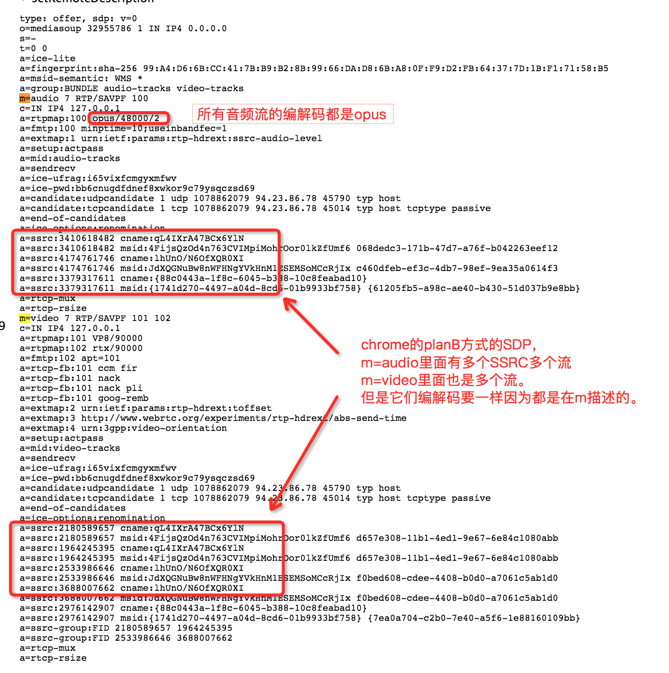 setRemoteDescription
type: offer, sdp: v=0
o=mediasoup 32955786 1 IN IP4 0.0.0.0
s=-
t=0 0
a=ice-lite
a=fingerprint:sha-256 99:A4:D6:6B:CC:41:7B:B9:B2:8B:99:66:DA:D8:6B:A8:0F:F9:D2:FB:64:37:7D:1B:F1:71:58:B5
a=msid-semantic: WMS *
a=group:BUNDLE audio-tracks video-tracks
m=audio 7 RTP/SAVPF 100
c=IN IP4 127.0.0.1
a=rtpmap:100 opus/48000/2
所有音频流的编解码都是opus
a=fmtp:100 minptime=10;useinbandfec=1
a=extmap:1 urn:ietf:params:rtp-hdrext:ssrc-audio-level
a=setup:actpass
a=mid:audio-tracks
a=sendrecv
a=ice-ufrag:i65vixfcmgyxmfwv
a=ice-pwd:bb6cnugdfdnef8xwkor9c79ysqczsd69
a=candidate:udpcandidate 1 udp 1078862079 94.23.86.78 45790 typ host
a=candidate:tcpcandidate 1 tcp 1078862079 94.23.86.78 45014 typ host tcptype passive
a=end-of-candidates
a=ice-options:renomination
a=ssrc:3410618482 cname:qL4IXrA47BCx6YlN
a=ssrc:3410618482 msid:4FijsQzOd4n763CVIMpiMohrDor01kZfUmf6 068dedc3-171b-47d7-a76f-b042263eef12
a=ssrc:4174761746 cname:lhUnO/N6OfXQR0XI
a=ssrc:4174761746 msid:JdXQGNuBw8nWFHNgYVkHnMlESEMSoMCcRjIx c460dfeb-ef3c-4db7-98ef-9ea35a0614f3
a=ssrc:3379317611 cname:{88c0443a-1f8c-6045-b388-10c8feabad10}
a=ssrc:3379317611 msid:{1741d270-4497-a04d-8cd6-01b9933bf758} {61205fb5-a98c-ae40-b430-51d037b9e8bb}
a=rtcp-mux
a=rtcp-rsize
m=video 7 RTP/SAVPF 101 102
9
c=IN IP4 127.0.0.1
a=rtpmap:101 VP8/90000
a=rtpmap:102 rtx/90000
a=fmtp:102 apt=101
a=rtcp-fb:101 ccm fir
a=rtcp-fb:101 nack
a=rtcp-fb:101 nack pli
a=rtcp-fb:101 goog-remb
chrome的planB方式的SDP，
m=audio里面有多个SSRC多个流
m=video里面也是多个流。
但是它们编解码要一样因为都是在m描述的。
a=extmap:2 urn:ietf:params:rtp-hdrext:toffset
a=extmap:3 http://www.webrtc.org/experiments/rtp-hdrext/abs-send-time
a=extmap:4 urn:3gpp:video-orientation
a=setup:actpass
a=mid:video-tracks
a=sendrecv
a=ice-ufrag:i65vixfcmgyxmfwv
a=ice-pwd:bb6cnugdfdnef8xwkor9c79ysqczsd69
a=candidate:udpcandidate 1 udp 1078862079 94.23.86.78 45790 typ host
a=candidate:tcpcandidate 1 tcp 1078862079 94.23.86.78 45014 typ host tcptype passive
a=end-of-candidates
a=ice-options:renomination
a=ssrc:2180589657 cname:qL4IXrA47BCx6YlN
a=ssrc:2180589657 msid:4FijsQzOd4n763CVIMpiMohrDor01kZfUmf6 d657e308-11b1-4ed1-9e67-6e84c1080abb
a=ssrc:1964245395 cname:qL4IXrA47BCx6YlN
a=ssrc:1964245395 msid:4FijsQzOd4n763CVIMpiMohrDor01kZfUmf6 d657e308-11b1-4ed1-9e67-6e84c1080abb
a=ssrc:2533986646 cname:lhUnO/N6OfXQR0XI
a=ssrc:2533986646 msid:JdXQGNuBw8nWFHNgYVkHnMlESEMSoMCcRjIx f0bed608-cdee-4408-b0d0-a7061c5ab1d0
a=ssrc:3688007662 cname:lhUnO/N6OfXQR0XI
a=ssrc:3688007662 msid:JdXQGNuBw8nWFHNgYVkHnMlESEMSoMCcRjIx f0bed608-cdee-4408-b0d0-a7061c5ab1d0
a=ssrc:2976142907 cname:{88c0443a-1f8c-6045-b388-10c8feabad10}
a=ssrc:2976142907 msid:{1741d270-4497-a04d-8cd6-01b9933bf758} {7ea0a704-c2b0-7e40-a5f6-1e88160109bb}
a=ssrc-group:FID 2180589657 1964245395
a=ssrc-group:FID 2533986646 3688007662
a=rtcp-mux
a=rtcp-rsize